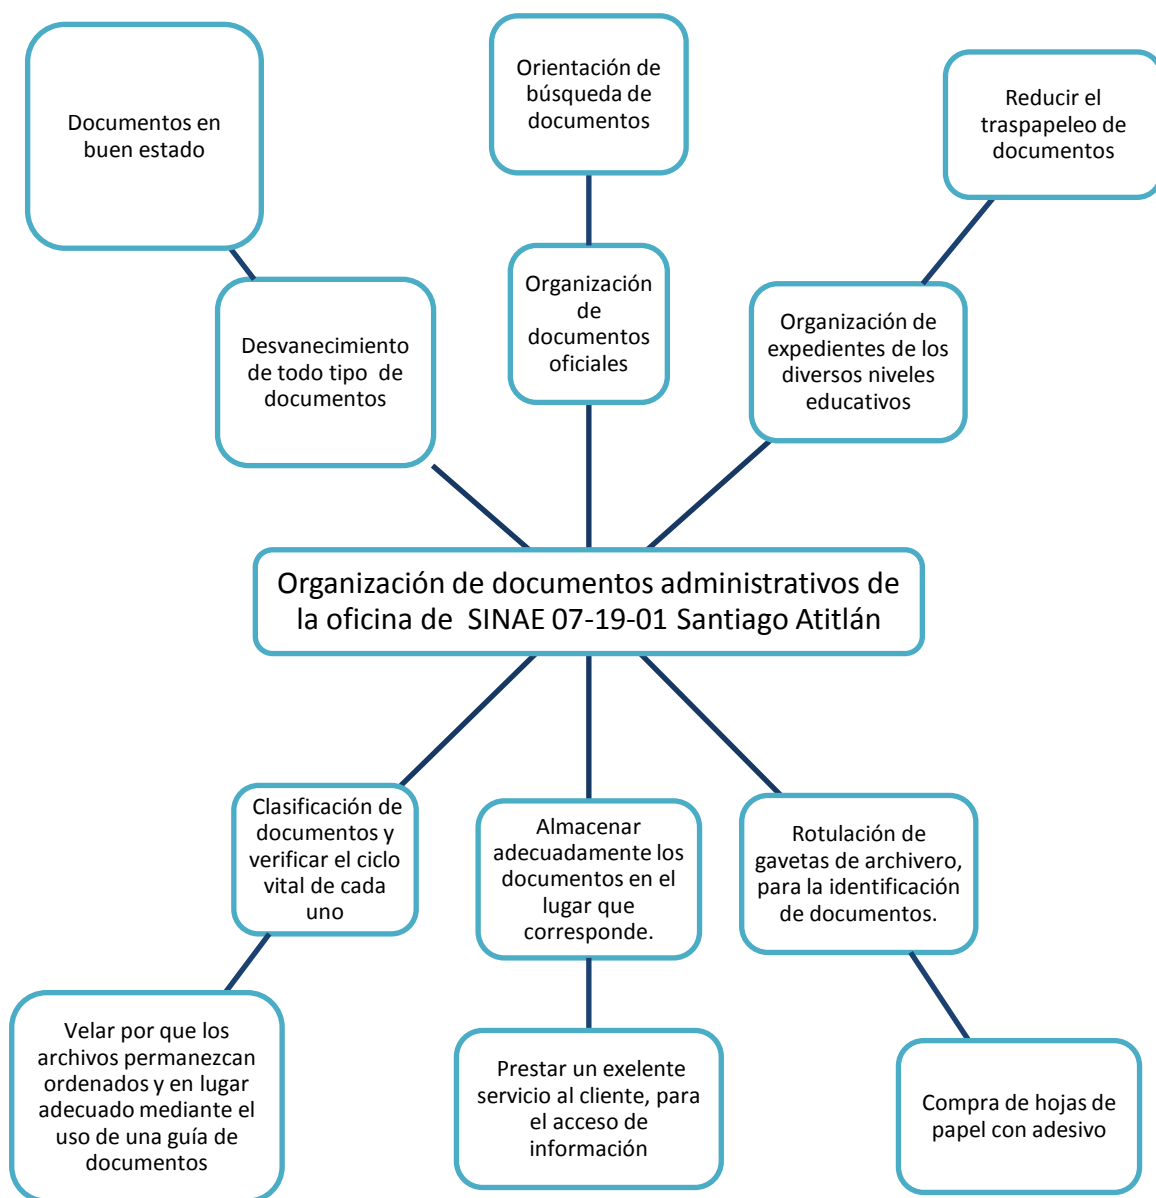 Documentos en
buen estado
Orientación de
búsqueda de
documentos
Reducir el
traspapeleo de
documentos
Desvanecimiento
de todo tipo  de
documentos
Organización
de
documentos
oficiales
Organización de
expedientes de los
diversos niveles
educativos
Organización de documentos administrativos de
la oficina de  SINAE 07-19-01 Santiago Atitlán
Clasificación de
documentos y
verificar el ciclo
vital de cada
uno
Almacenar
adecuadamente los
documentos en el
lugar que
corresponde.
Rotulación de
gavetas de archivero,
para la identificación
de documentos.
Velar por que los
archivos permanezcan
ordenados y en lugar
adecuado mediante el
uso de una guía de
documentos
Prestar un exelente
servicio al cliente, para
el acceso de
información
Compra de hojas de
papel con adesivo